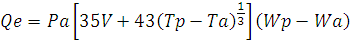 Qe = Pa[35V + 43(Tp − Ta)^{1/3}](Wp − Wa)